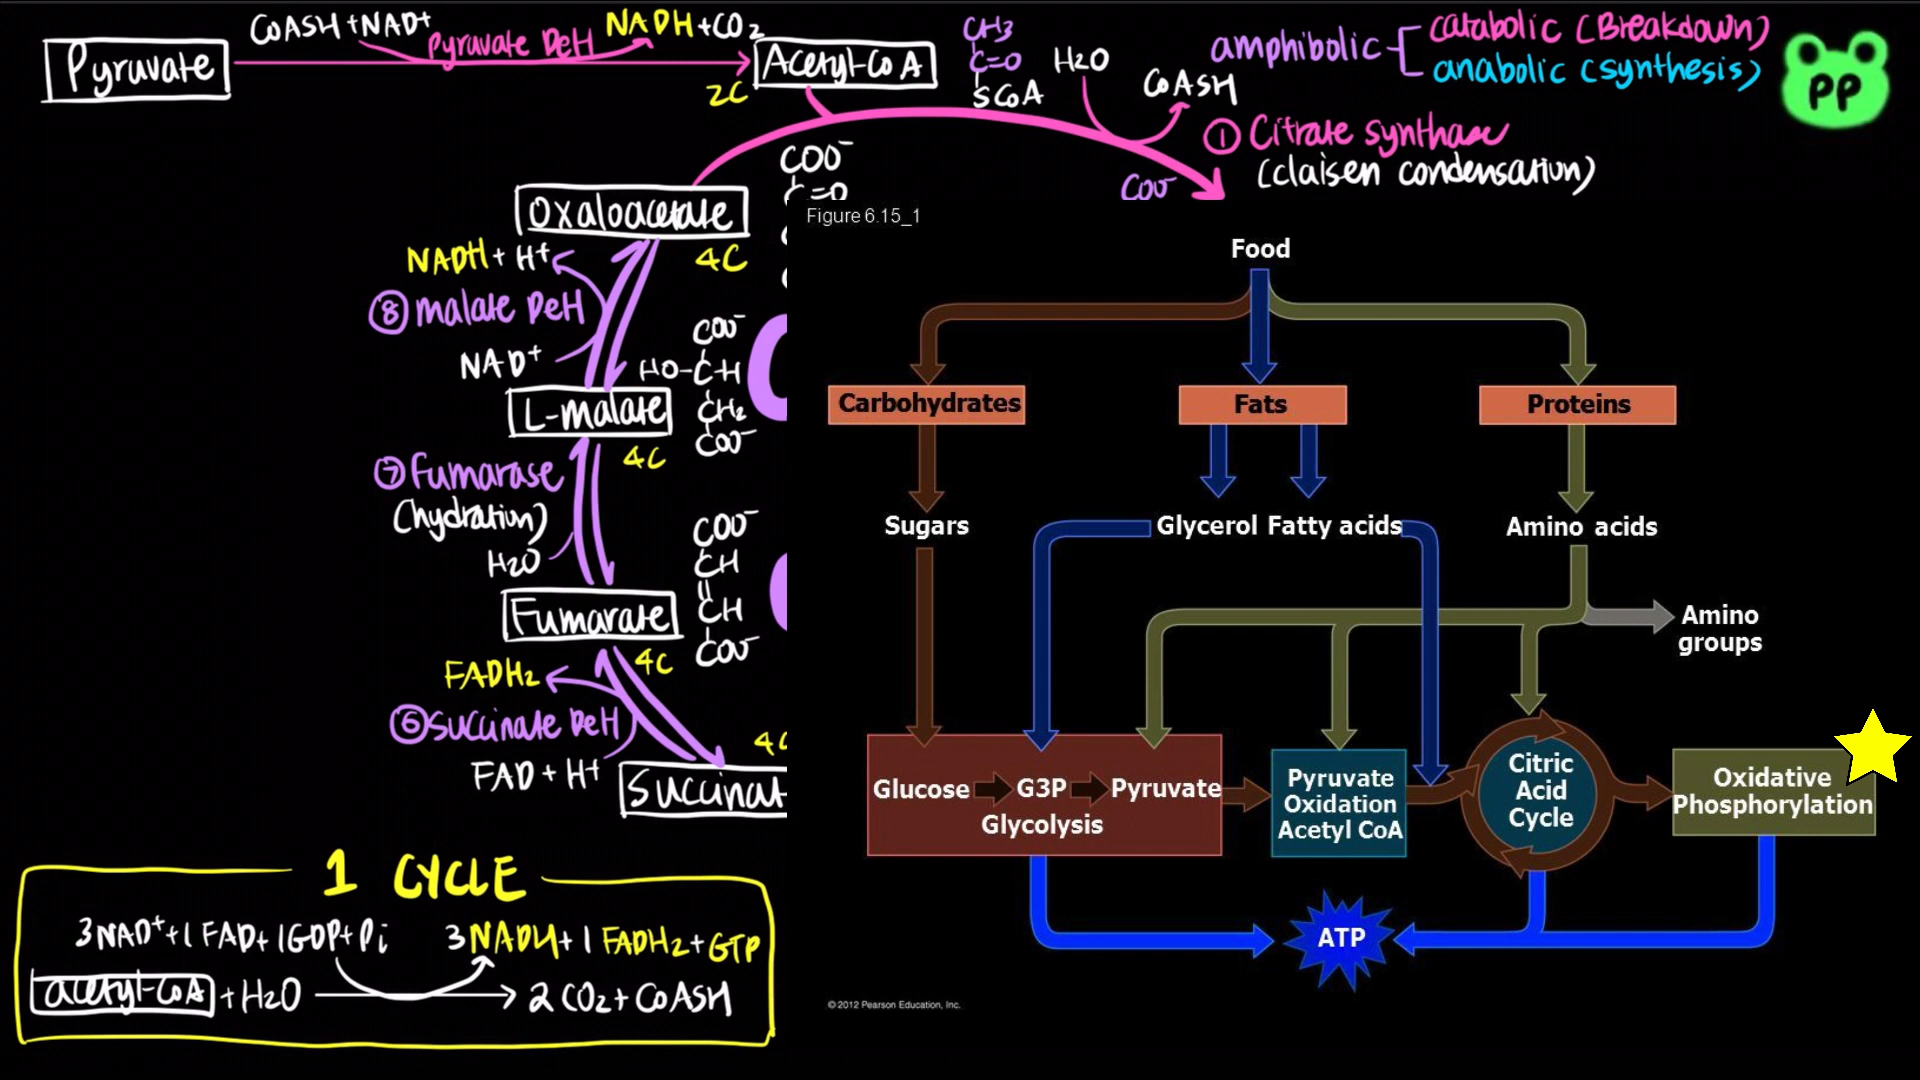 Pyruvate
CoASH + NAD+
Pyruvate DeH
NADH + CO2
Acetyl-CoA
2C
CH3
C=O
SCoA
H2O
CoASH
amphibolic
catabolic (Breakdown)
anabolic (synthesis)
PP
① Citrate synthase
(claisen condensation)
COO-
C=O
COO-
Oxaloacetate
4C
NADH + H+
⑧ malate DeH
NAD+
COO-
HO-C-H
CH2
COO-
L-malate
4C
⑦ Fumarase
(hydration)
H2O
COO-
CH
CH
COO-
Fumarate
4C
FADH2
⑥ Succinate DeH
FAD + H+
Succinat
1 CYCLE
3NAD+ + 1 FAD + 1GDP + Pi
3NADH + 1 FADH2 + GTP
acetyl-CoA + H2O
2 CO2 + CoASH
Figure 6.15_1
Food
Carbohydrates
Fats
Proteins
Sugars
Glycerol Fatty acids
Amino acids
Amino
groups
Glucose
G3P
Pyruvate
Glycolysis
Pyruvate
Oxidation
Acetyl CoA
Citric
Acid
Cycle
Oxidative
Phosphorylation
ATP
© 2012 Pearson Education, Inc.